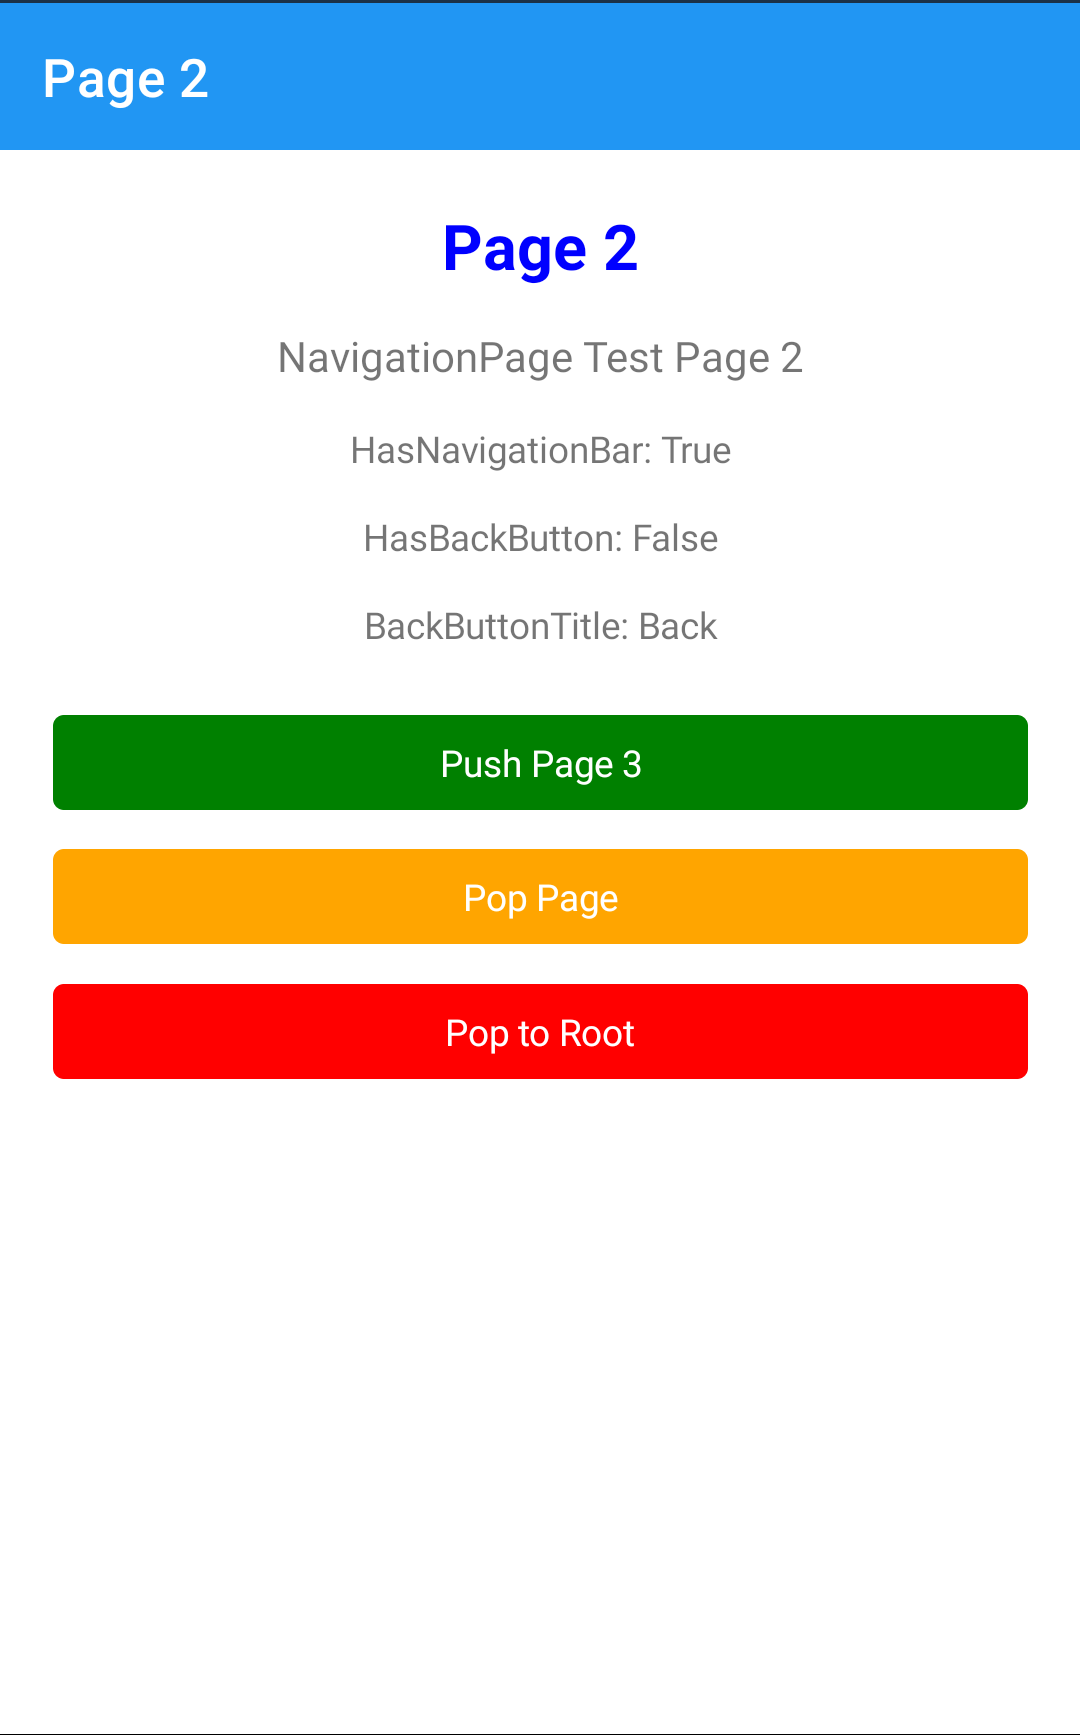 Page 2
Page 2
NavigationPage Test Page 2
HasNavigationBar: True
HasBackButton: False
BackButtonTitle: Back
Push Page 3
Pop Page
Pop to Root